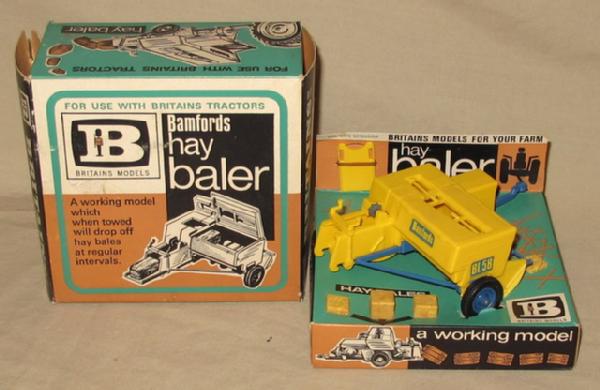 hay baler
FOR USE WITH BRITAINS TRACTORS
FOR USE WITH BRITAINS TRACTORS
B
BRITAINS MODELS
Bamfords
hay
baler
A working model
which
when towed
will drop off
hay bales
at regular
intervals.
BRITAINS MODELS FOR YOUR FARM
hay
baler
Bamfords
BL58
HAY BALES
B
BRITAINS MODELS
a working model